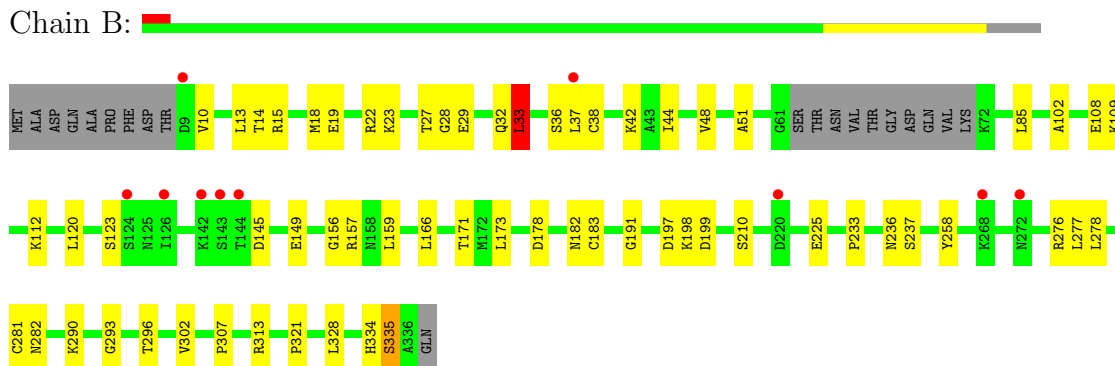 Chain B:
MET ALA ASP GLN ALA PRO PHE ASP THR D9 V10 L13 T14 R15 M18 E19 R22 K23 T27 G28 E29 Q32 L33 S36 L37 C38 K42 A43 I44 V48 A51 G61 SER THR ASN VAL THR GLY ASP GLN VAL LYS K72 L85 A102 E108 K109
K112 L120 S123 S124 N125 I126 K142 S143 T144 D145 E149 G156 R157 N158 L159 L166 T171 M172 L173 D178 N182 C183 G191 D197 K198 D199 S210 D220 E225 P233 N236 S237 Y258 K268 N272 R276 L277 L278
C281 N282 K290 G293 T296 V302 P307 R313 P321 L328 H334 S335 A336 GLN